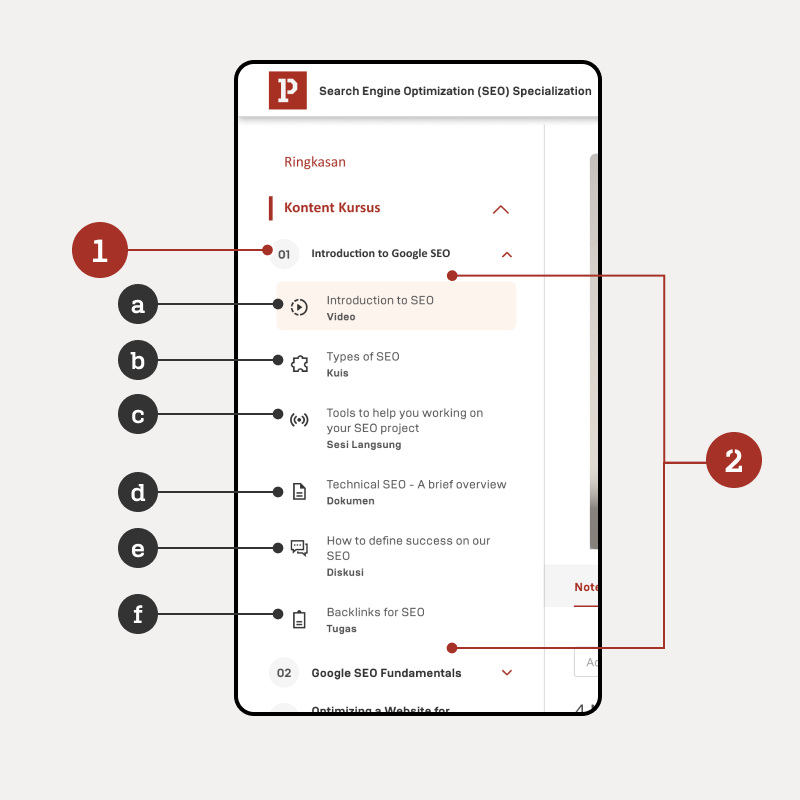 P
Search Engine Optimization (SEO) Specialization
Ringkasan
Kontent Kursus
1
01
Introduction to Google SEO
a
Introduction to SEO
Video
b
Types of SEO
Kuis
c
Tools to help you working on
your SEO project
Sesi Langsung
2
d
Technical SEO - A brief overview
Dokumen
e
How to define success on our
SEO
Diskusi
Note
f
Backlinks for SEO
Tugas
02
Google SEO Fundamentals
Optimizing a Website for